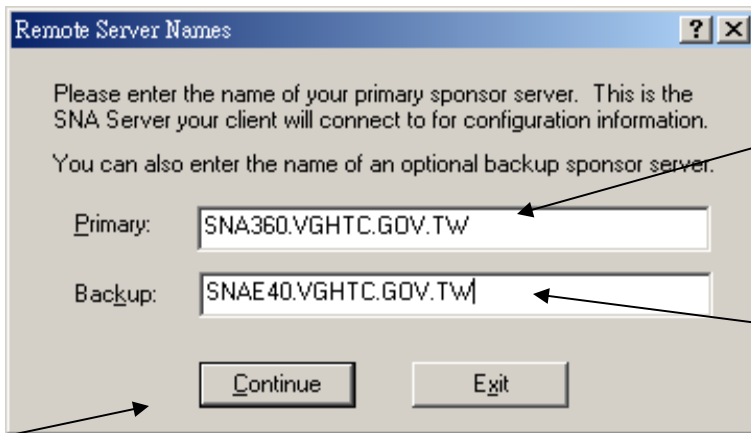 Remote Server Names
Please enter the name of your primary sponsor server. This is the
SNA Server your client will connect to for configuration information.
You can also enter the name of an optional backup sponsor server.
Primary: SNA360.VGHTC.GOV.TW
Backup: SNAE40.VGHTC.GOV.TW
Continue Exit